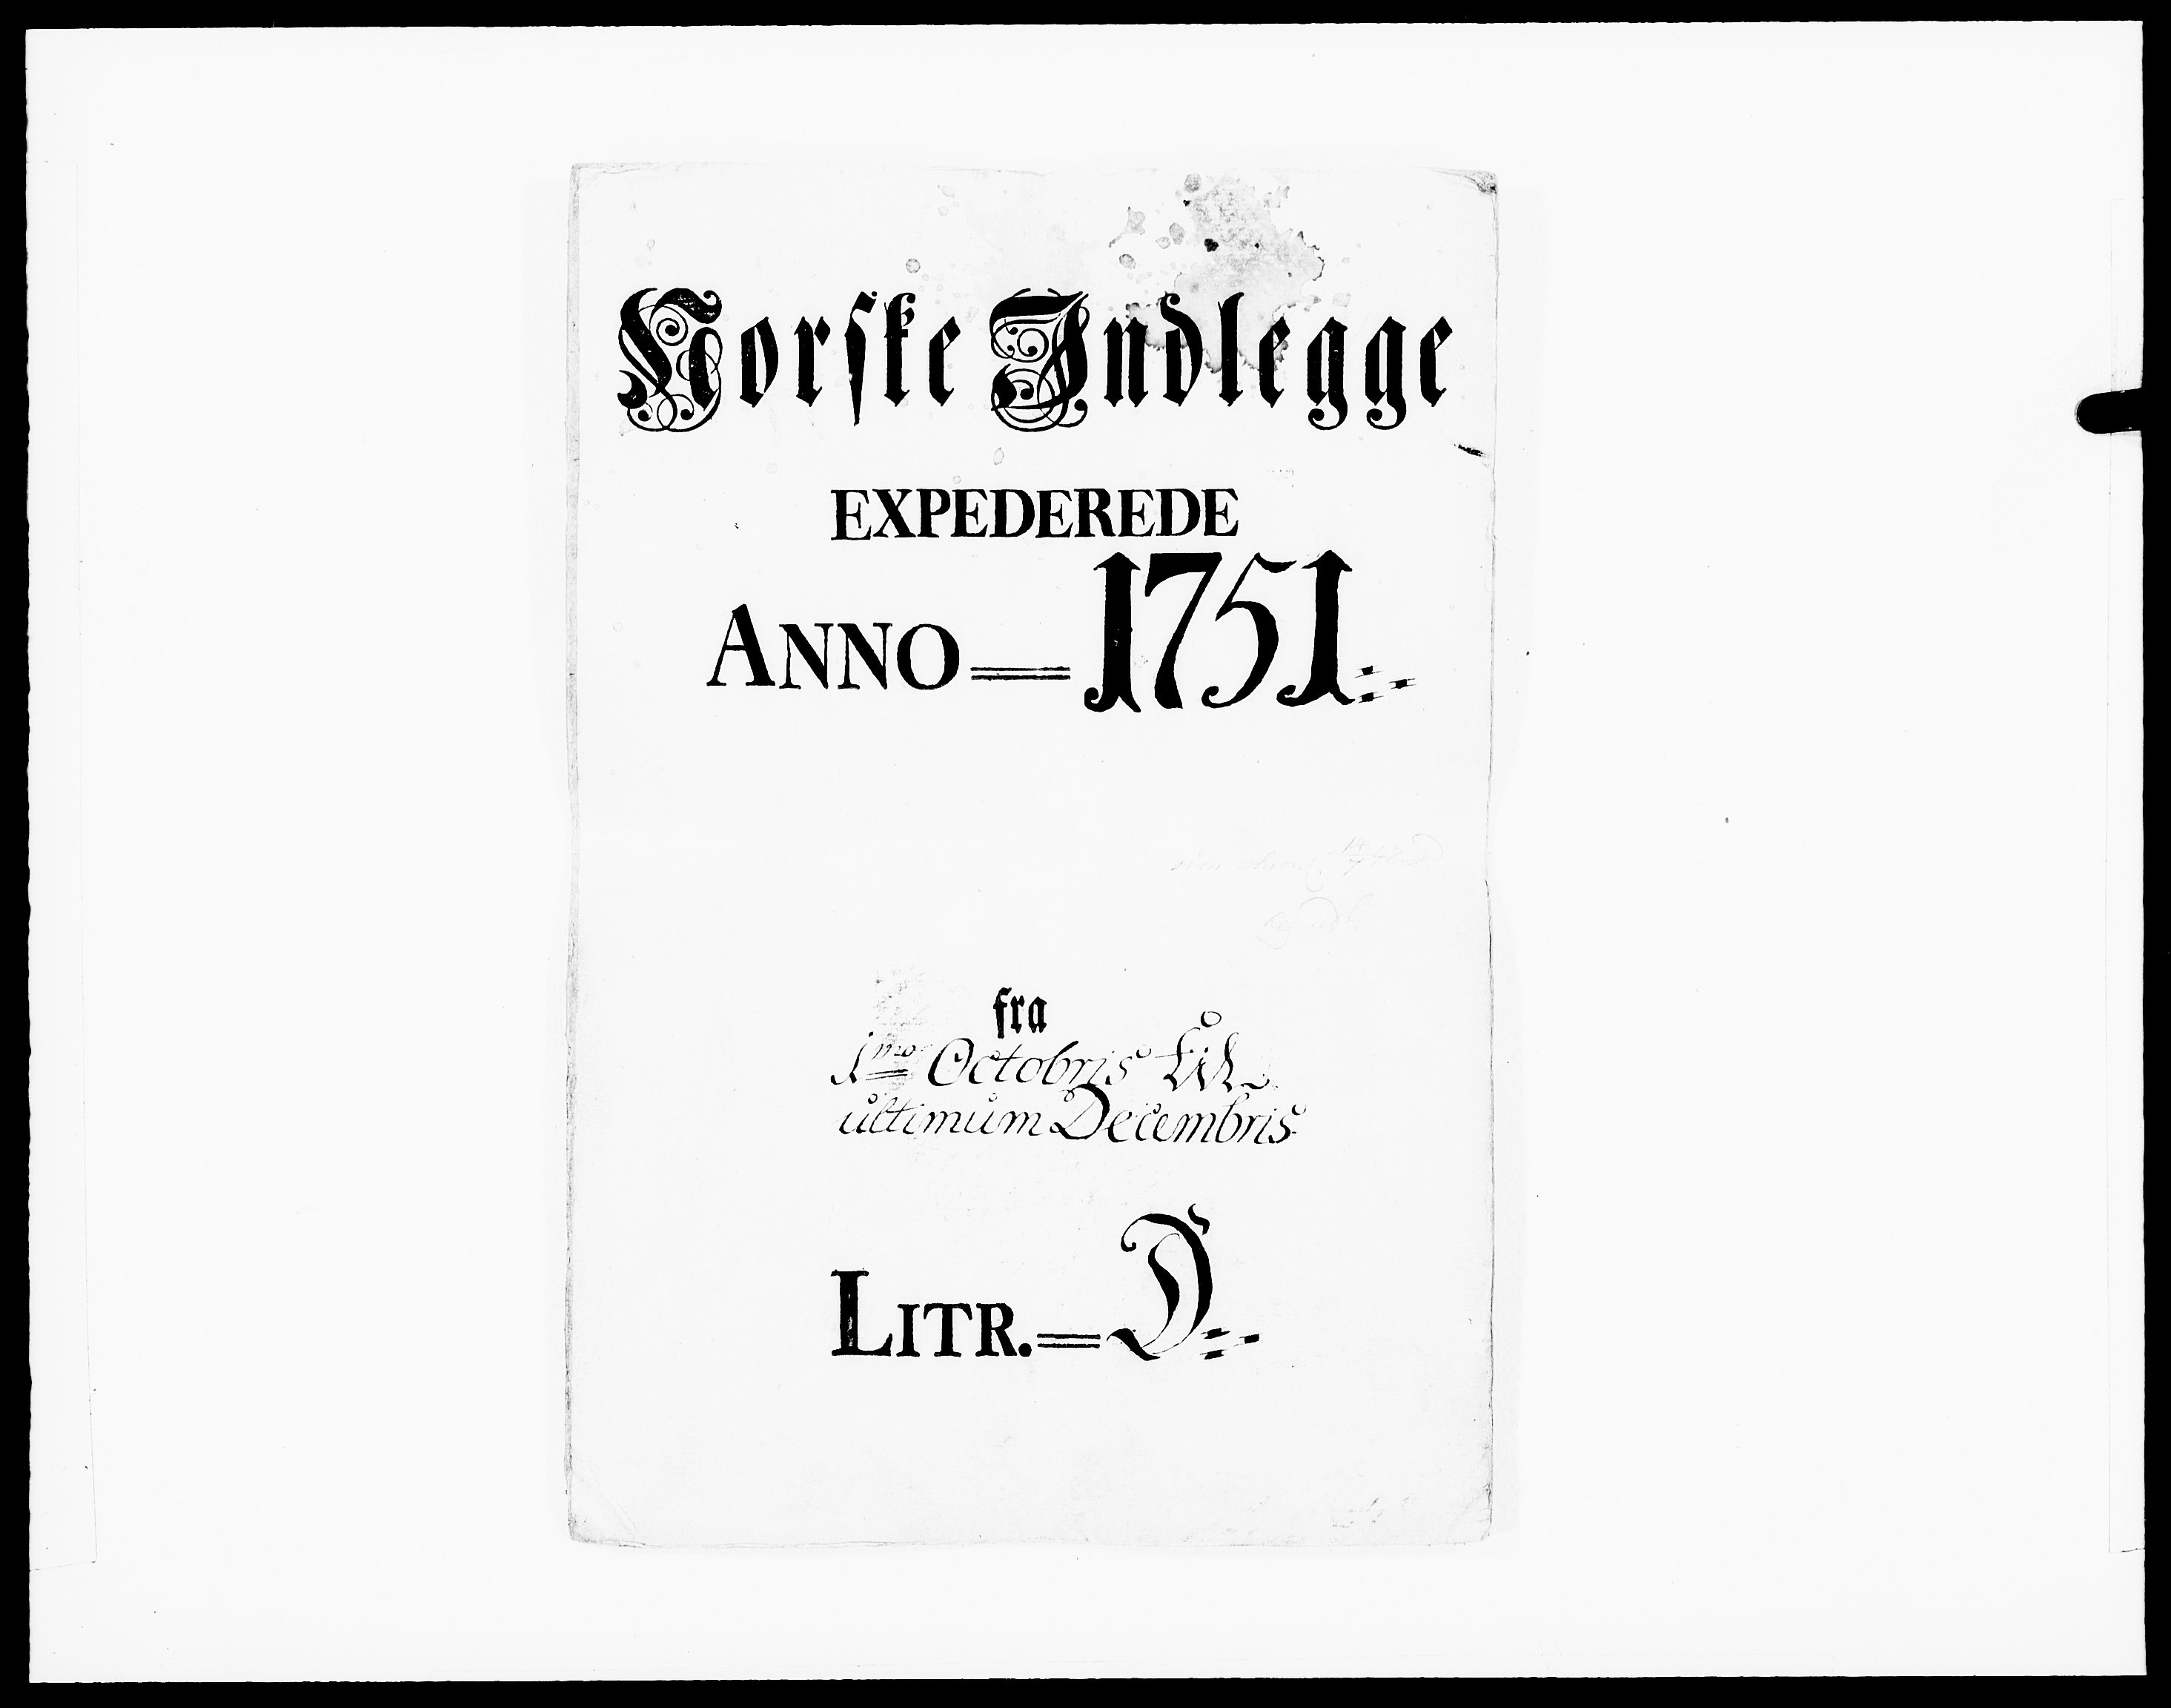 Norske Indlegge
EXPEDEREDE
ANNO = 1751.
fra
1mo Octobris til
ultimum Decembris
LITR. = D.